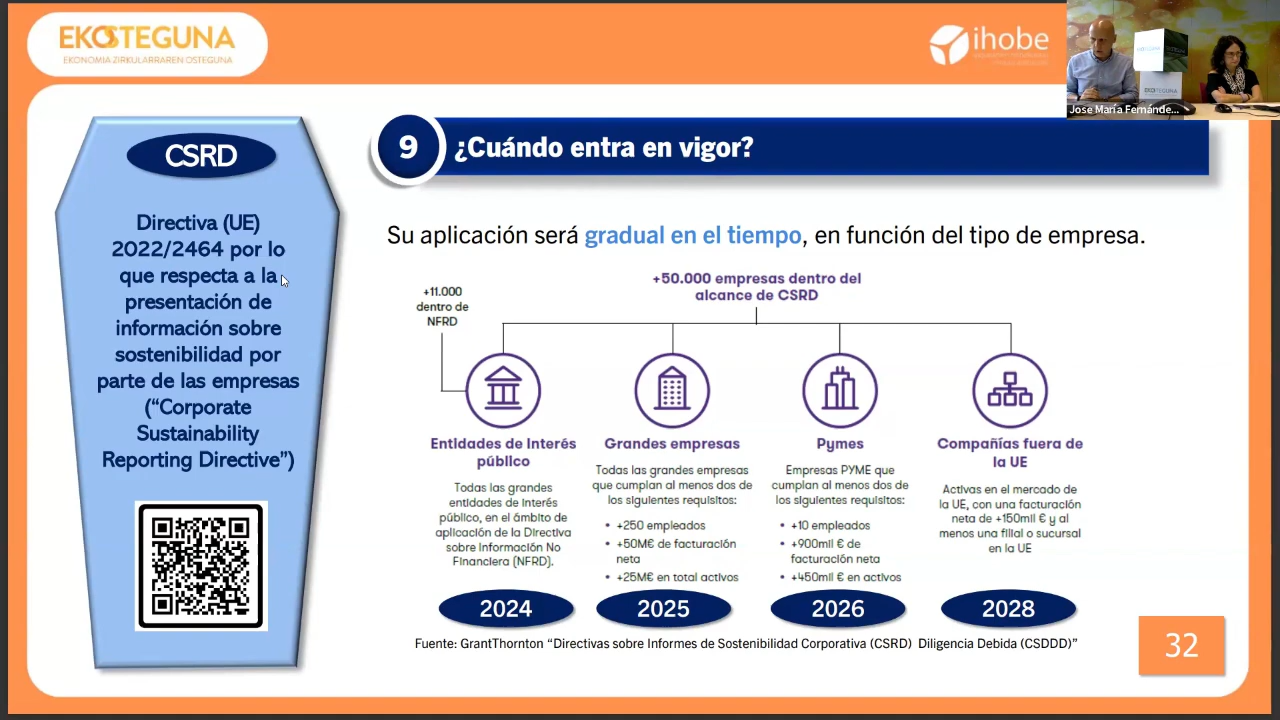 EKOSTEGUNA
EKONOMIA ZIRKULARRAREN OSTEGUNA
ihobe
Jose María Fernánde...
CSRD
Directiva (UE)
2022/2464 por lo
que respecta a la
presentación de
información sobre
sostenibilidad por
parte de las empresas
(“Corporate
Sustainability
Reporting Directive”)
9
¿Cuándo entra en vigor?
Su aplicación será gradual en el tiempo, en función del tipo de empresa.
+11.000
dentro de
NFRD
+50.000 empresas dentro del
alcance de CSRD
Entidades de Interés
público
Todas las grandes
entidades de interés
público, en el ámbito de
aplicación de la Directiva
sobre Información No
Financiera (NFRD).
2024
Grandes empresas
Todas las grandes empresas
que cumplan al menos dos de
los siguientes requisitos:
• +250 empleados
• +50M€ de facturación
neta
• +25M€ en total activos
2025
Pymes
Empresas PYME que
cumplan al menos dos de
los siguientes requisitos:
• +10 empleados
• +900mil € de
facturación neta
• +450mil € en activos
2026
Compañías fuera de
la UE
Activas en el mercado de
la UE, con una facturación
neta de +150mil € y al
menos una filial o sucursal
en la UE
2028
Fuente: GrantThornton “Directivas sobre Informes de Sostenibilidad Corporativa (CSRD) Diligencia Debida (CSDDD)”
32